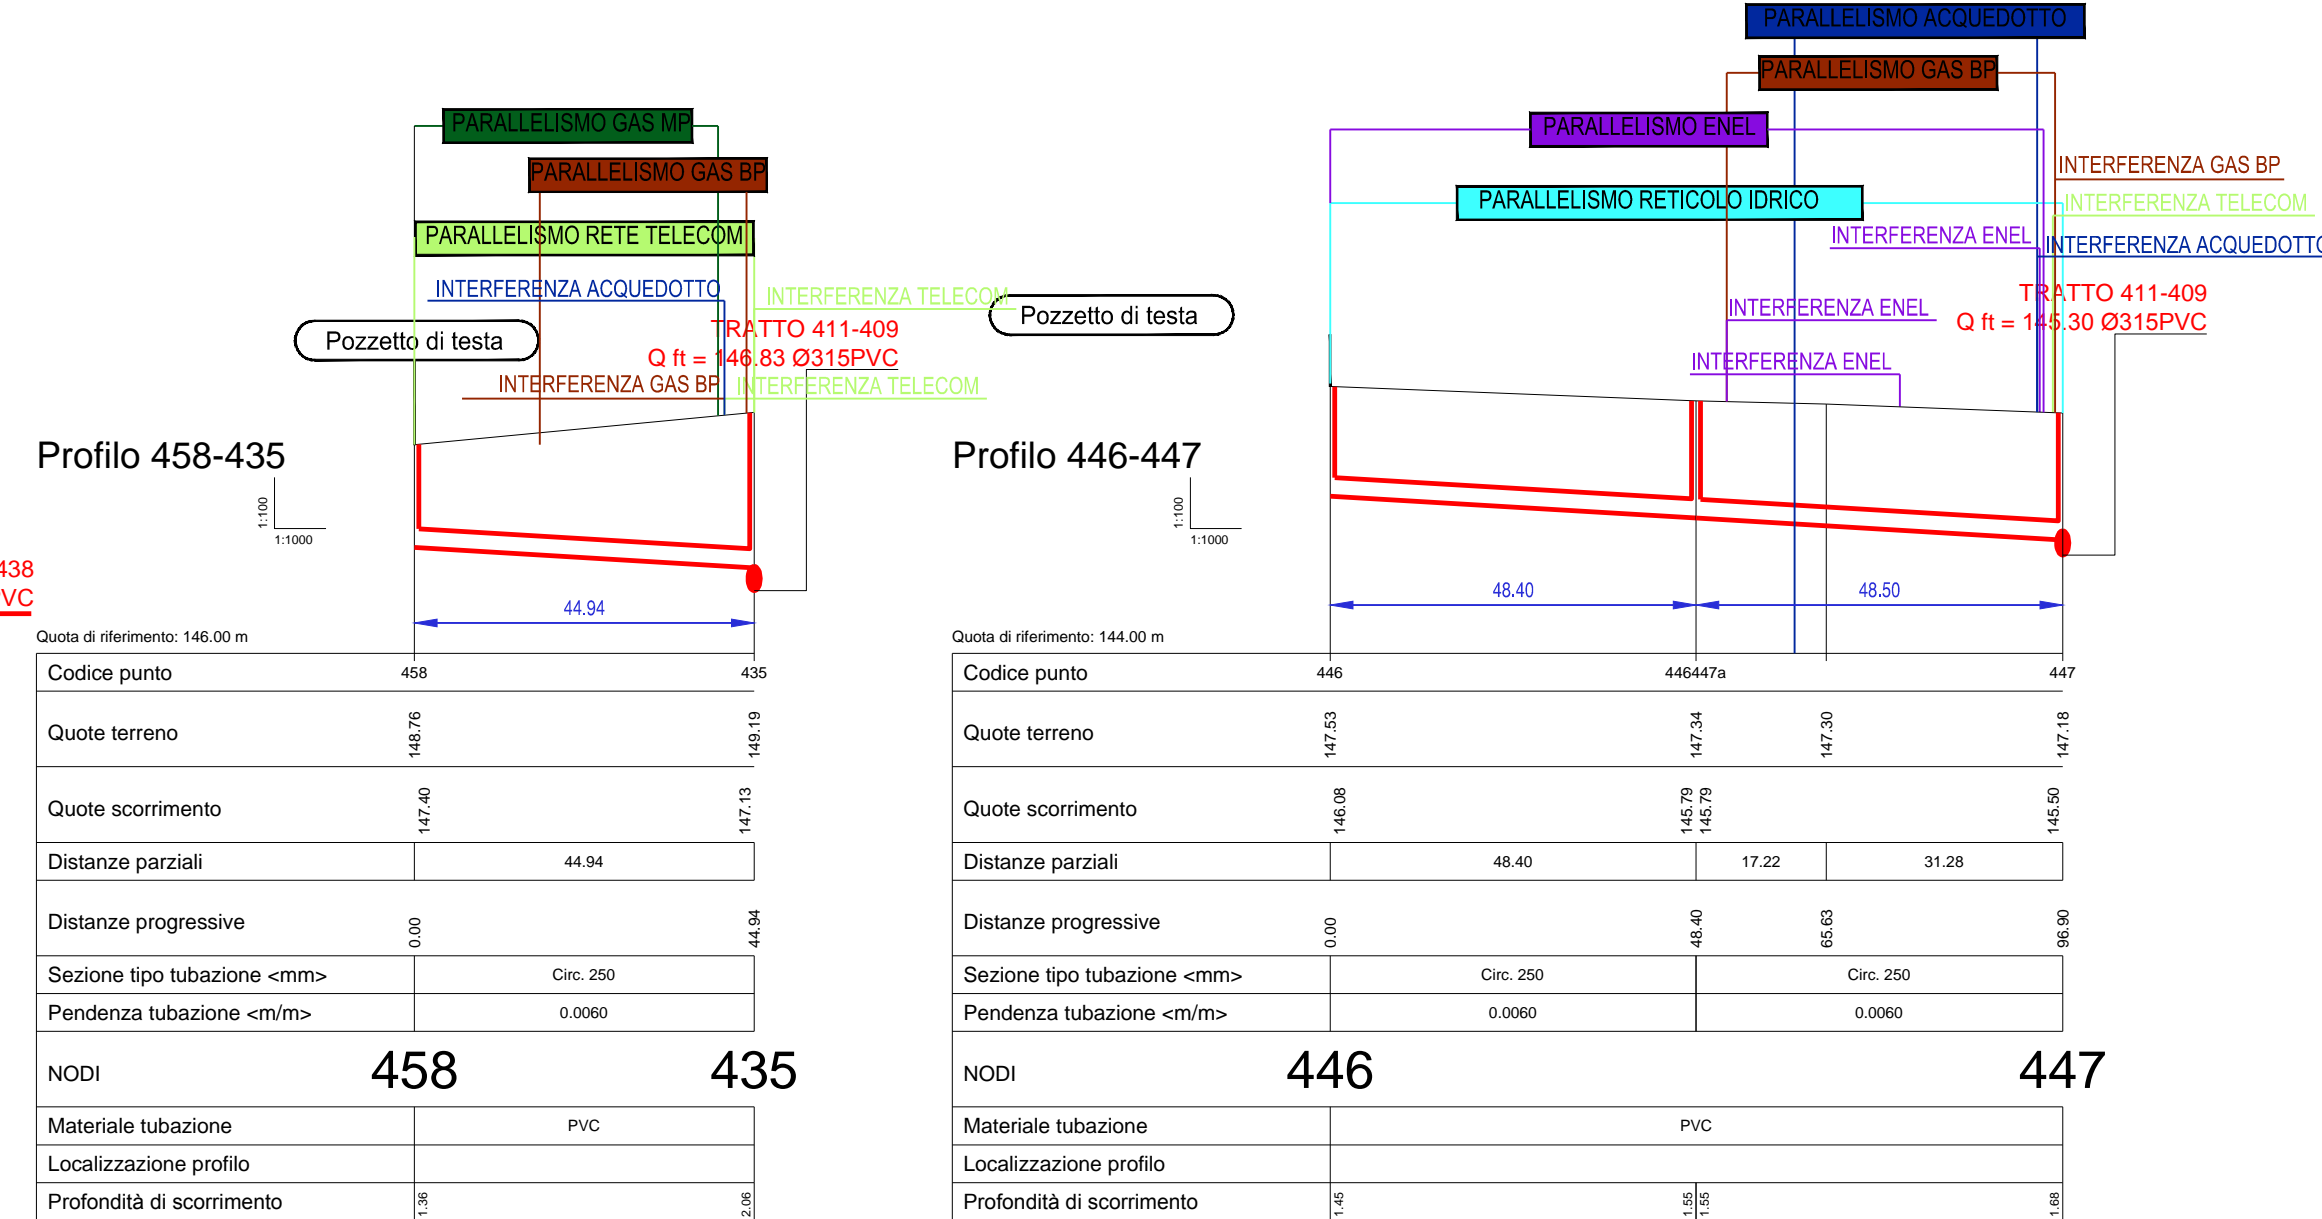 PARALLELISMO GAS MP
PARALLELISMO GAS BP
PARALLELISMO RETE TELECOM
INTERFERENZA ACQUEDOTTO
INTERFERENZA TELECOM
Pozzetto di testa
TRATTO 411-409
Q ft = 146.83 Ø315PVC
INTERFERENZA GAS BP
INTERFERENZA TELECOM
Profilo 458-435
1:100
1:1000
438
VC
44.94
Quota di riferimento: 146.00 m
Codice punto 458 435
Quote terreno 148.76 149.19
Quote scorrimento 147.40 147.13
Distanze parziali 44.94
Distanze progressive 0.00 44.94
Sezione tipo tubazione <mm> Circ. 250
Pendenza tubazione <m/m> 0.0060
NODI 458 435
Materiale tubazione PVC
Localizzazione profilo
Profondità di scorrimento 1.36 2.06
PARALLELISMO ACQUEDOTTO
PARALLELISMO GAS BP
PARALLELISMO ENEL
INTERFERENZA GAS BP
PARALLELISMO RETICOLO IDRICO
INTERFERENZA TELECOM
INTERFERENZA ENEL
INTERFERENZA ACQUEDOTTO
Pozzetto di testa
TRATTO 411-409
Q ft = 145.30 Ø315PVC
INTERFERENZA ENEL
INTERFERENZA ENEL
Profilo 446-447
1:100
1:1000
48.40 48.50
Quota di riferimento: 144.00 m
Codice punto 446 446447a 447
Quote terreno 147.53 147.34 147.30 147.18
Quote scorrimento 146.08 145.79 145.79 145.50
Distanze parziali 48.40 17.22 31.28
Distanze progressive 0.00 48.40 65.63 96.90
Sezione tipo tubazione <mm> Circ. 250 Circ. 250
Pendenza tubazione <m/m> 0.0060 0.0060
NODI 446 447
Materiale tubazione PVC
Localizzazione profilo
Profondità di scorrimento 1.45 1.55 1.55 1.68